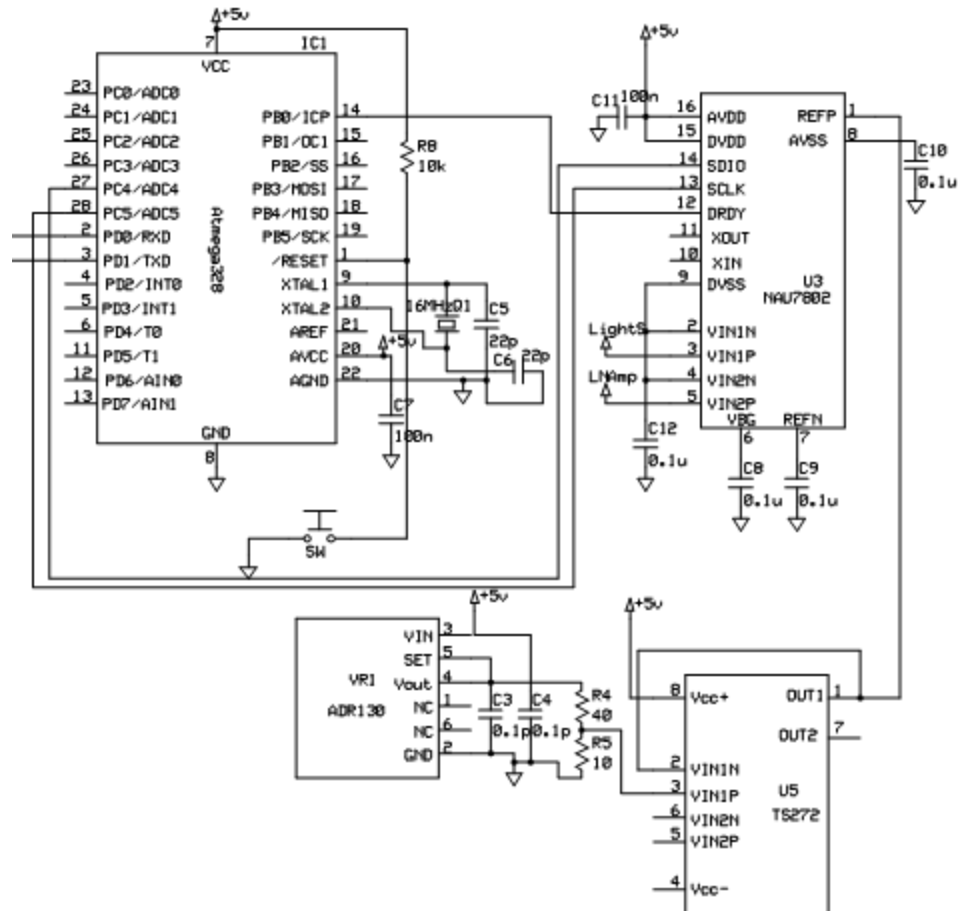 +5v
7
IC1
VCC
23 PC0/ADC0
24 PC1/ADC1
25 PC2/ADC2
26 PC3/ADC3
27 PC4/ADC4
28 PC5/ADC5
2 PD0/RXD
3 PD1/TXD
4 PD2/INT0
5 PD3/INT1
6 PD4/T0
11 PD5/T1
12 PD6/AIN0
13 PD7/AIN1
Atmega328
PB0/ICP 14
PB1/OC1 15
PB2/SS 16
PB3/MOSI 17
PB4/MISO 18
PB5/SCK 19
/RESET 1
XTAL1 9
XTAL2 10
AREF 21
AVCC 20
AGND 22
GND
8
R8
10k
16MHzQ1
C5
22p
C6 22p
+5v
C7
100n
SW
+5v
C11 100n
16 AVDD
15 DVDD
14 SDIO
13 SCLK
12 DRDY
11 XOUT
10 XIN
9 DVSS
2 VIN1N
3 VIN1P
4 VIN2N
5 VIN2P
REFP 1
AVSS 8
U3
NAU7802
VBG REFN
6 7
C10
0.1u
LightS
LNAmp
C12
0.1u
C8
0.1u
C9
0.1u
+5v
VIN 3
SET 5
Vout 4
NC 1
NC 6
GND 2
VR1
ADR130
C3
0.1p
C4
0.1p
R4
40
R5
10
+5v
8 Vcc+
2 VIN1N
3 VIN1P
6 VIN2N
5 VIN2P
4 Vcc-
OUT1 1
OUT2 7
U5
TS272